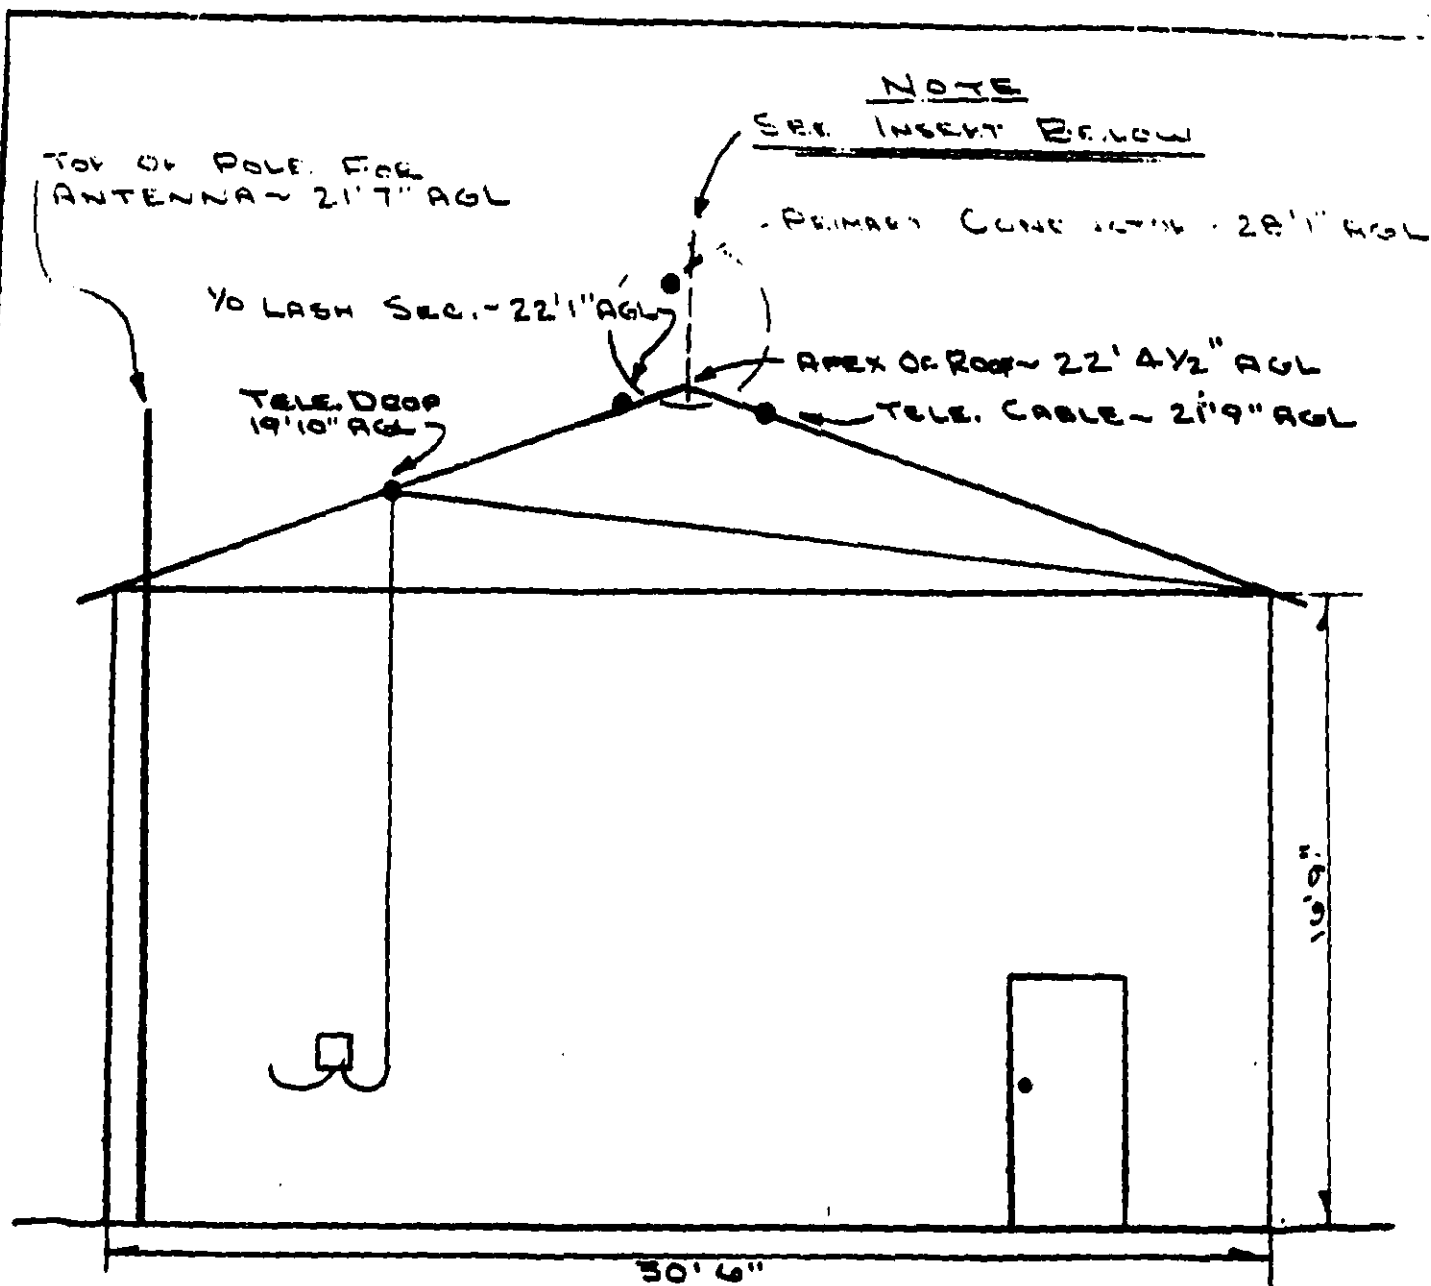 NOTE
SEE INSERT BELOW
TOP OF POLE FOR
ANTENNA ~ 21'7" AGL
PRIMARY - 28'1" AGL
1/0 LASH SEC. ~ 22'1" AGL
APEX OF ROOF ~ 22' 4 1/2" AGL
TELE. DROP
19'10" AGL
TELE. CABLE ~ 21'9" AGL
16'9"
30'6"